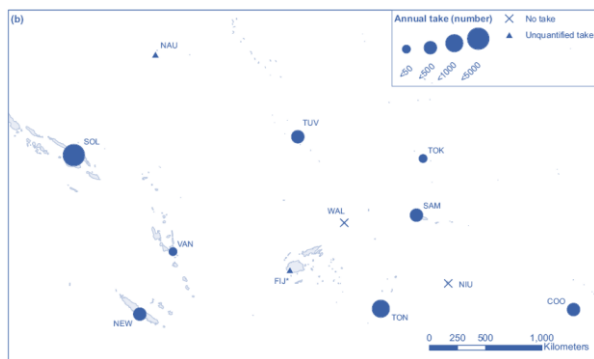 (b)
Annual take (number)
No take
Unquantified take
<50
<500
<1000
<5000
NAU
TUV
SOL
TOK
WAL
SAM
VAN
FIJ*
NIU
NEW
TON
COO
0 250 500 1,000
Kilometers